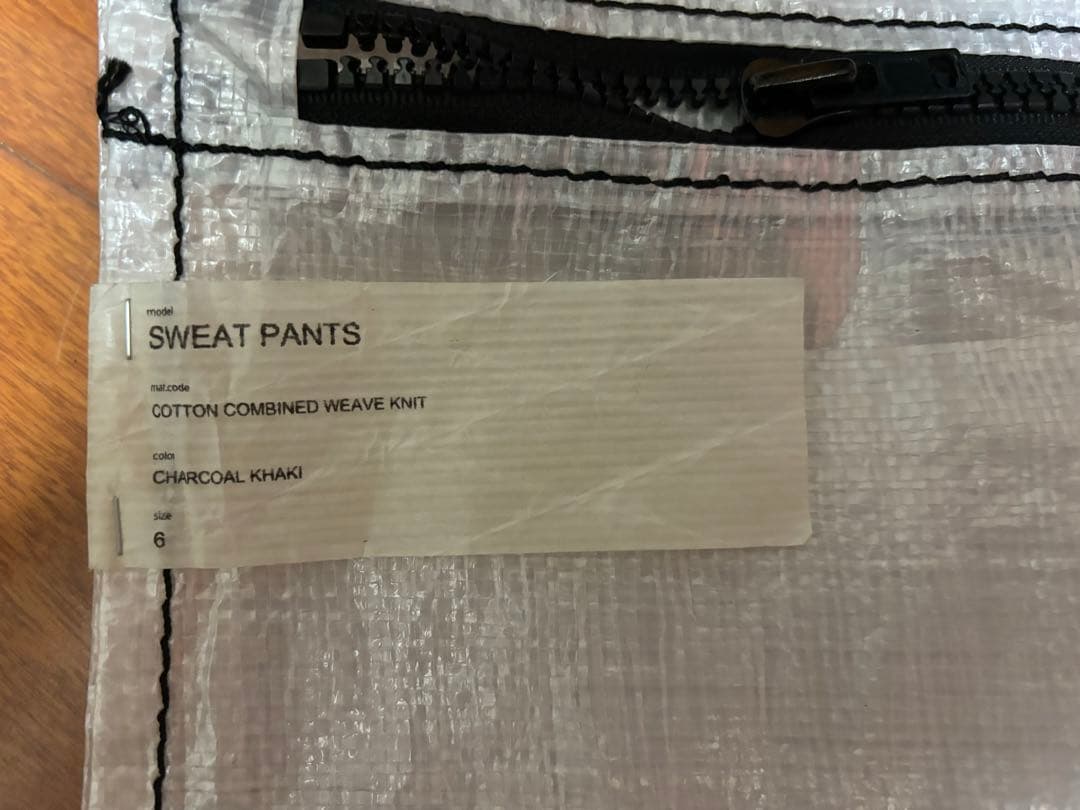 model
SWEAT PANTS
mat.code
COTTON COMBINED WEAVE KNIT
color
CHARCOAL KHAKI
size
6